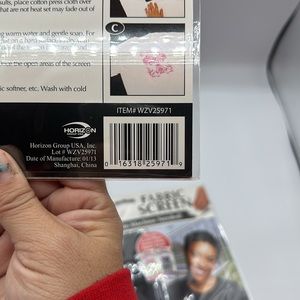 sults, place cotton press cloth over
that are not heat set may fade out of
C
warm water and gentle soap. For
the open areas of the screen
ic softner, etc. Wash with cold
ITEM# WZV25971
HORIZON
0 16318 25971 9
Horizon Group USA, Inc.
Lot # WZV25971
Date of Manufacture: 01/13
Shanghai, China
FABRIC
SCREEN